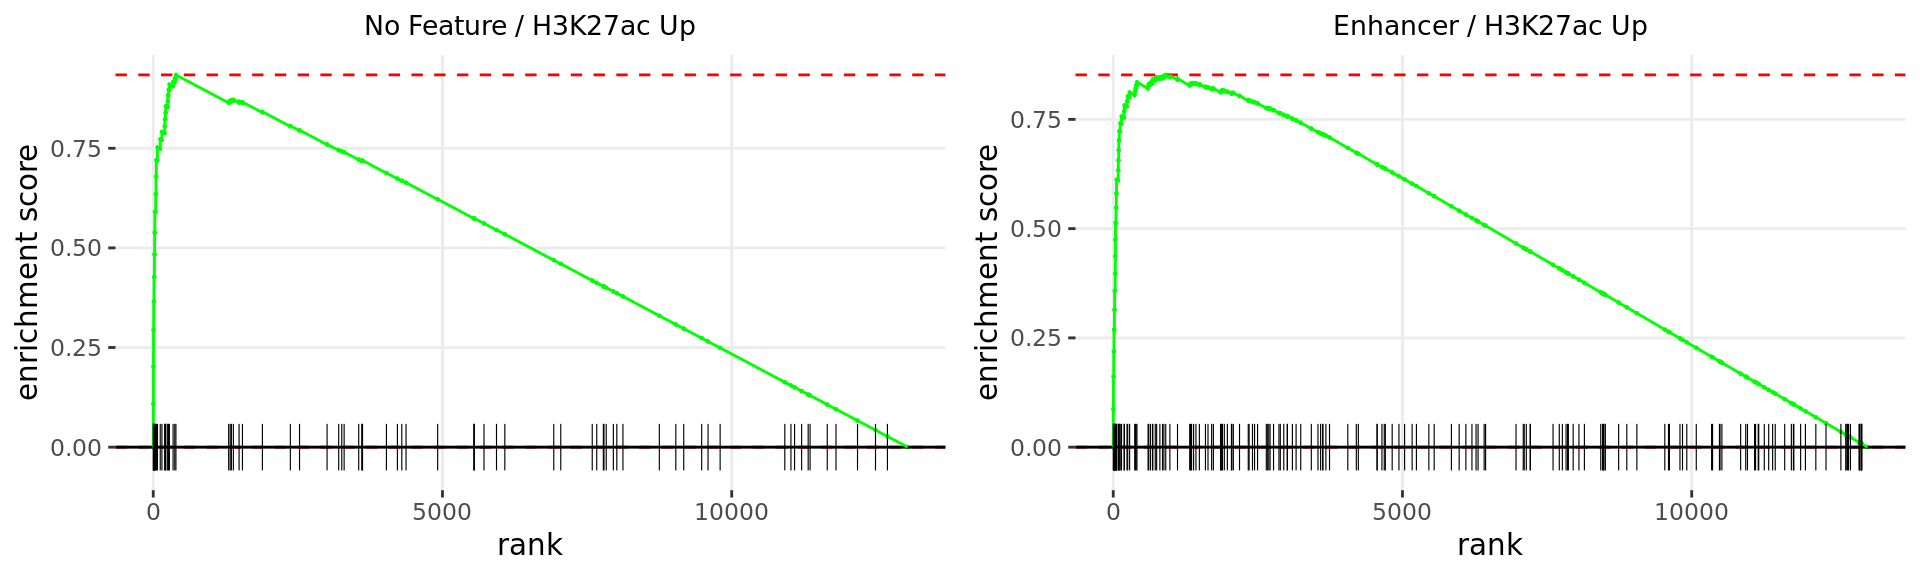 No Feature / H3K27ac Up
enrichment score
0.75
0.50
0.25
0.00
0 5000 10000
rank
Enhancer / H3K27ac Up
enrichment score
0.75
0.50
0.25
0.00
0 5000 10000
rank